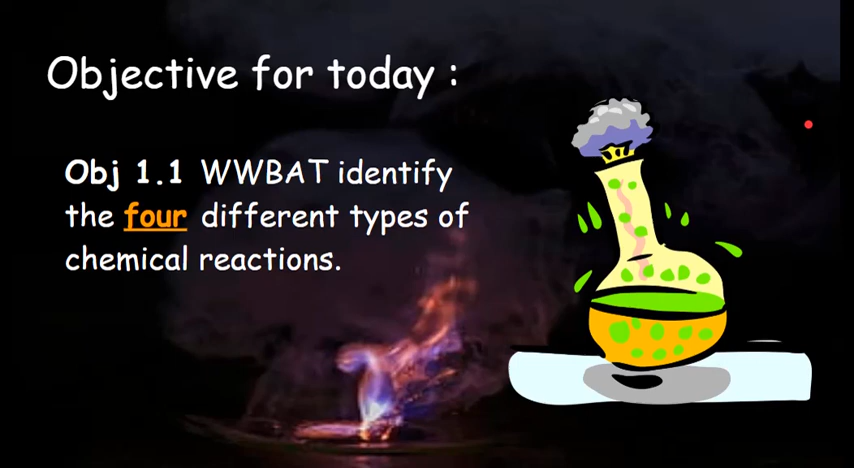 Objective for today :
Obj 1.1 WWBAT identify
the four different types of
chemical reactions.